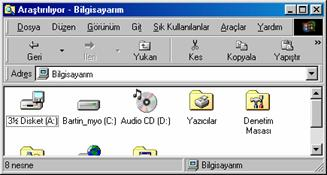 Araştırılıyor - Bilgisayarım
Dosya Düzen Görünüm Git Sık Kullanılanlar Araçlar Yardım
Geri İleri Yukarı Kes Kopyala Yapıştır
Adres Bilgisayarım
3½ Disket (A:) Bartin_myo (C:) Audio CD (D:) Yazıcılar Denetim
Masası
8 nesne Bilgisayarım